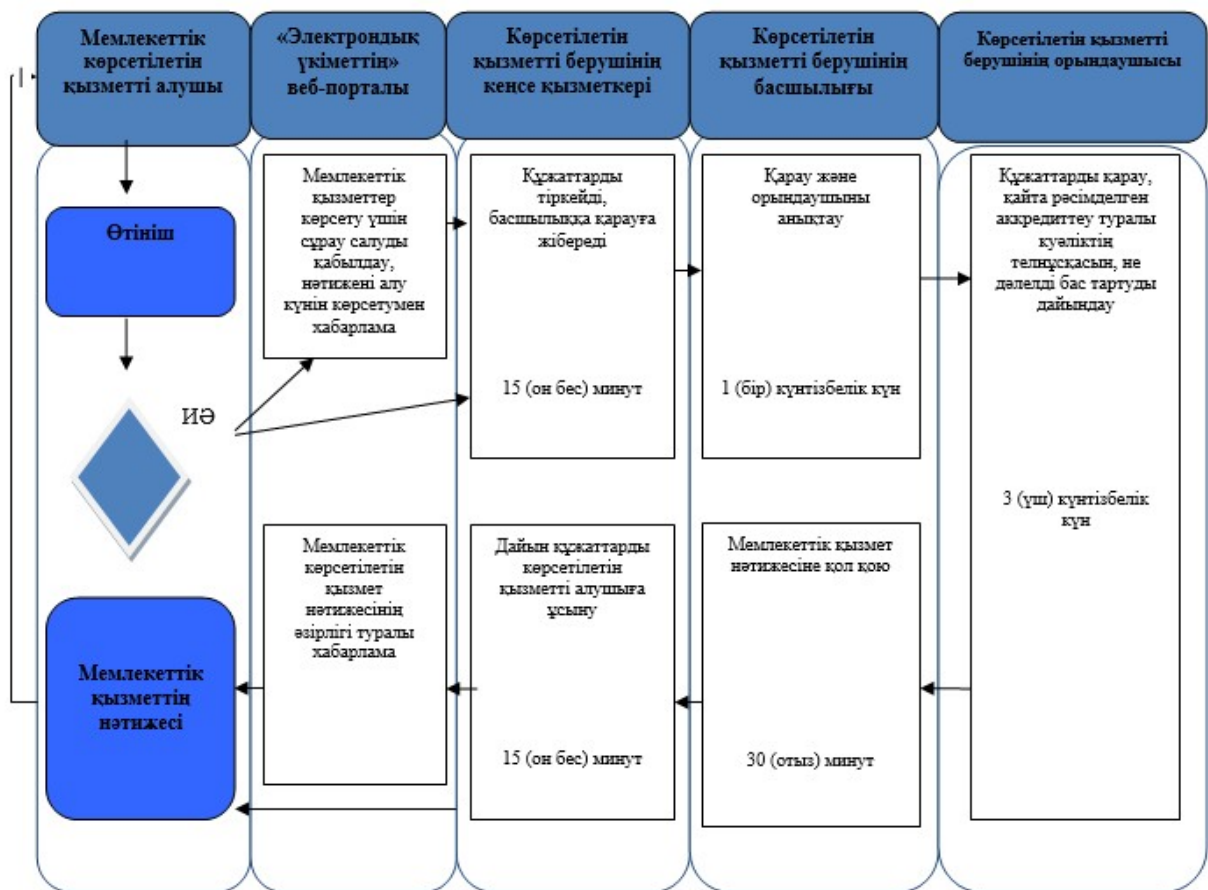 Мемлекеттік
көрсетілетін
қызметті алушы
«Электрондық
үкіметтің»
веб-порталы
Көрсетілетін
қызметті берушінің
кеңсе қызметкері
Көрсетілетін
қызметті берушінің
басшылығы
Көрсетілетін қызметті
берушінің орындаушысы
Өтініш
Мемлекеттік
қызметтер
көрсету үшін
сұрау салуды
қабылдау,
нәтижені алу
күнін көрсетумен
хабарлама
Құжаттарды
тіркейді,
басшылыққа қарауға
жібереді
15 (он бес) минут
Қарау және
орындаушыны
анықтау
1 (бір) күнтізбелік күн
Құжаттарды қарау,
қайта рәсімделген
аккредиттеу туралы
куәліктің
телнұсқасын, не
дәлелді бас тартуды
дайындау
3 (үш) күнтізбелік
күн
ИӘ
Мемлекеттік
қызметтің
нәтижесі
Мемлекеттік
көрсетілетін
қызмет
нәтижесінің
әзірлігі туралы
хабарлама
Дайын құжаттарды
көрсетілетін
қызметті алушыға
ұсыну
15 (он бес) минут
Мемлекеттік қызмет
нәтижесіне қол қою
30 (отыз) минут